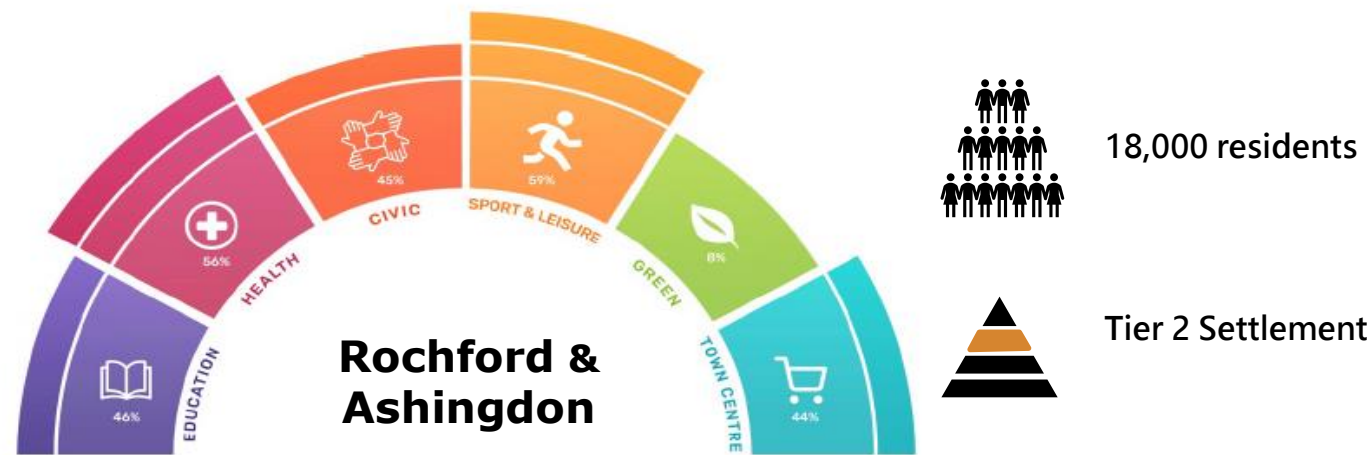 46%
EDUCATION
56%
HEALTH
45%
CIVIC
59%
SPORT & LEISURE
8%
GREEN
44%
TOWN CENTRE
Rochford &
Ashingdon
18,000 residents
Tier 2 Settlement